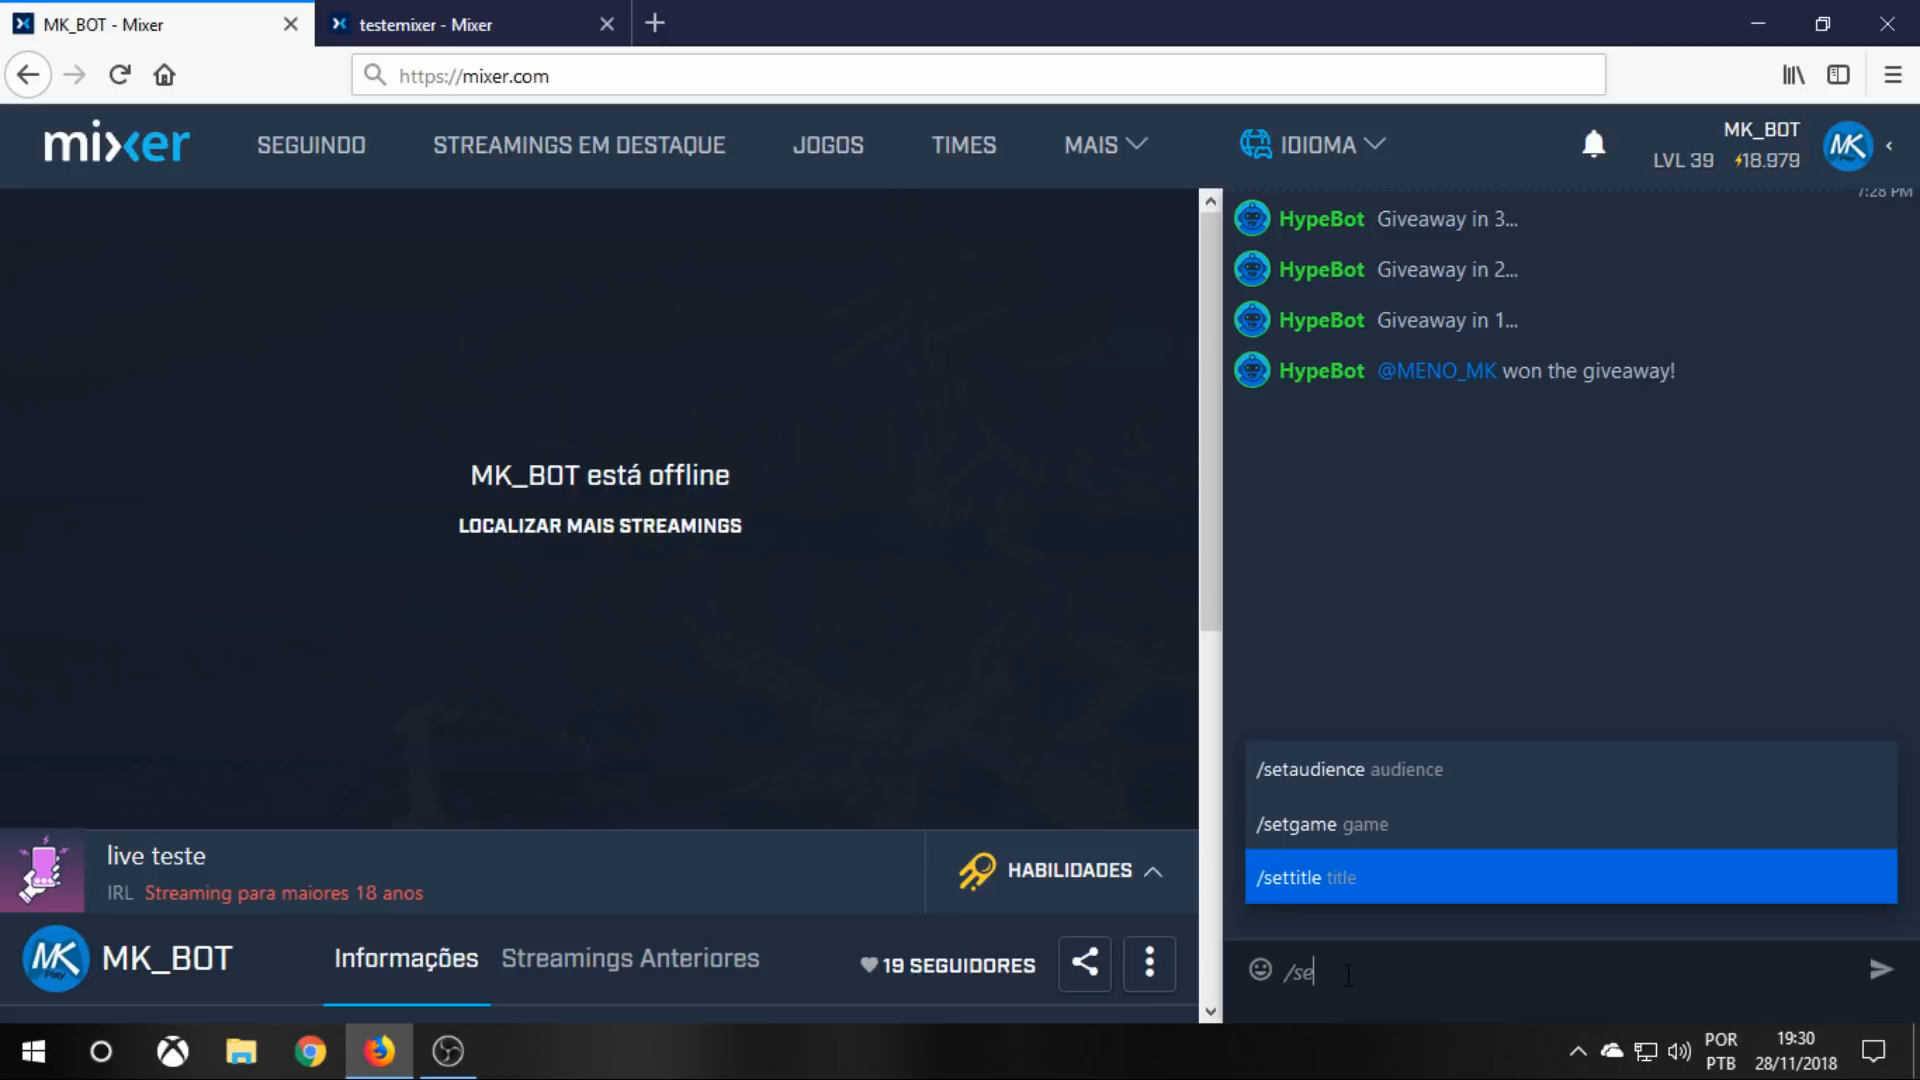 MK_BOT - Mixer
testemixer - Mixer
https://mixer.com
mixer
SEGUINDO
STREAMINGS EM DESTAQUE
JOGOS
TIMES
MAIS
IDIOMA
MK_BOT
LVL 39 18.979
MK
Play
7:28 PM
HypeBot Giveaway in 3...
HypeBot Giveaway in 2...
HypeBot Giveaway in 1...
HypeBot @MENO_MK won the giveaway!
MK_BOT está offline
LOCALIZAR MAIS STREAMINGS
/setaudience audience
/setgame game
/settitle title
/se
live teste
IRL Streaming para maiores 18 anos
HABILIDADES
MK
Play
MK_BOT
Informações
Streamings Anteriores
19 SEGUIDORES
POR
PTB
19:30
28/11/2018